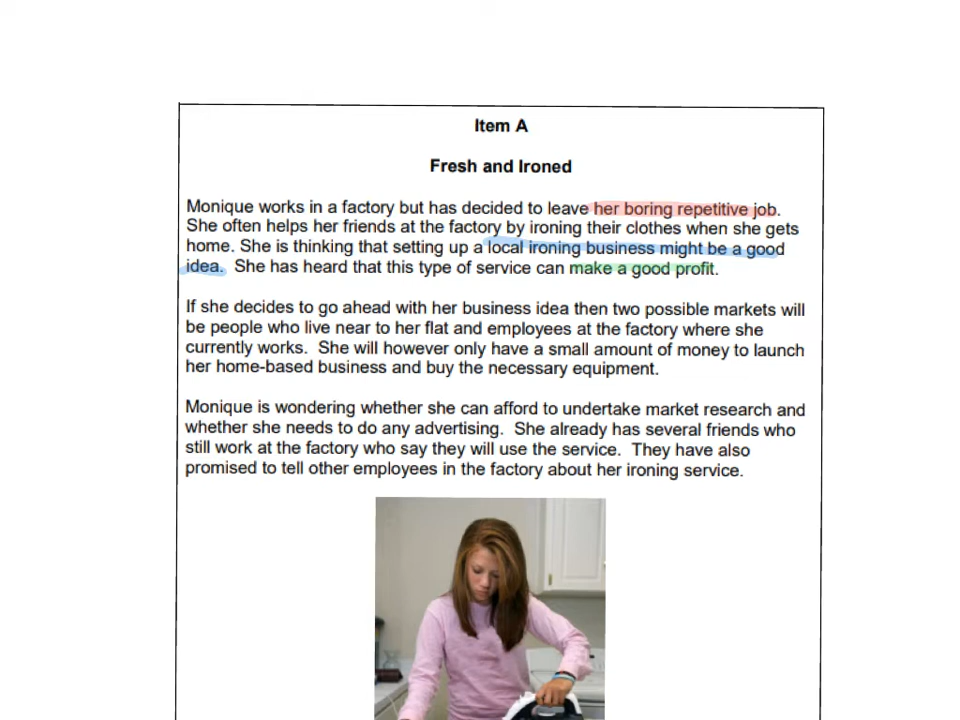 Item A
Fresh and Ironed
Monique works in a factory but has decided to leave her boring repetitive job.
She often helps her friends at the factory by ironing their clothes when she gets
home. She is thinking that setting up a local ironing business might be a good
idea. She has heard that this type of service can make a good profit.
If she decides to go ahead with her business idea then two possible markets will
be people who live near to her flat and employees at the factory where she
currently works. She will however only have a small amount of money to launch
her home-based business and buy the necessary equipment.
Monique is wondering whether she can afford to undertake market research and
whether she needs to do any advertising. She already has several friends who
still work at the factory who say they will use the service. They have also
promised to tell other employees in the factory about her ironing service.